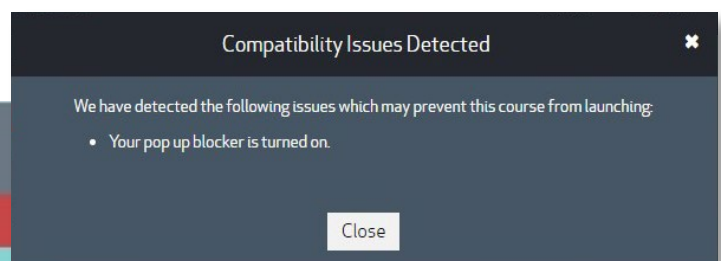 Compatibility Issues Detected
We have detected the following issues which may prevent this course from launching:
• Your pop up blocker is turned on.
Close